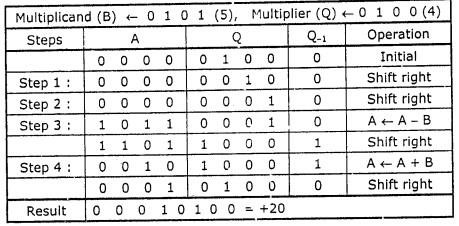 Multiplicand (B) ← 0 1 0 1 (5), Multiplier (Q) ← 0 1 0 0 (4)
Steps A Q Q-1 Operation
0 0 0 0 0 1 0 0 0 Initial
Step 1 : 0 0 0 0 0 0 1 0 0 Shift right
Step 2 : 0 0 0 0 0 0 0 1 0 Shift right
Step 3 : 1 0 1 1 0 0 0 1 0 A ← A – B
1 1 0 1 1 0 0 0 1 Shift right
Step 4 : 0 0 1 0 1 0 0 0 1 A ← A + B
0 0 0 1 0 1 0 0 0 Shift right
Result 0 0 0 1 0 1 0 0 = +20